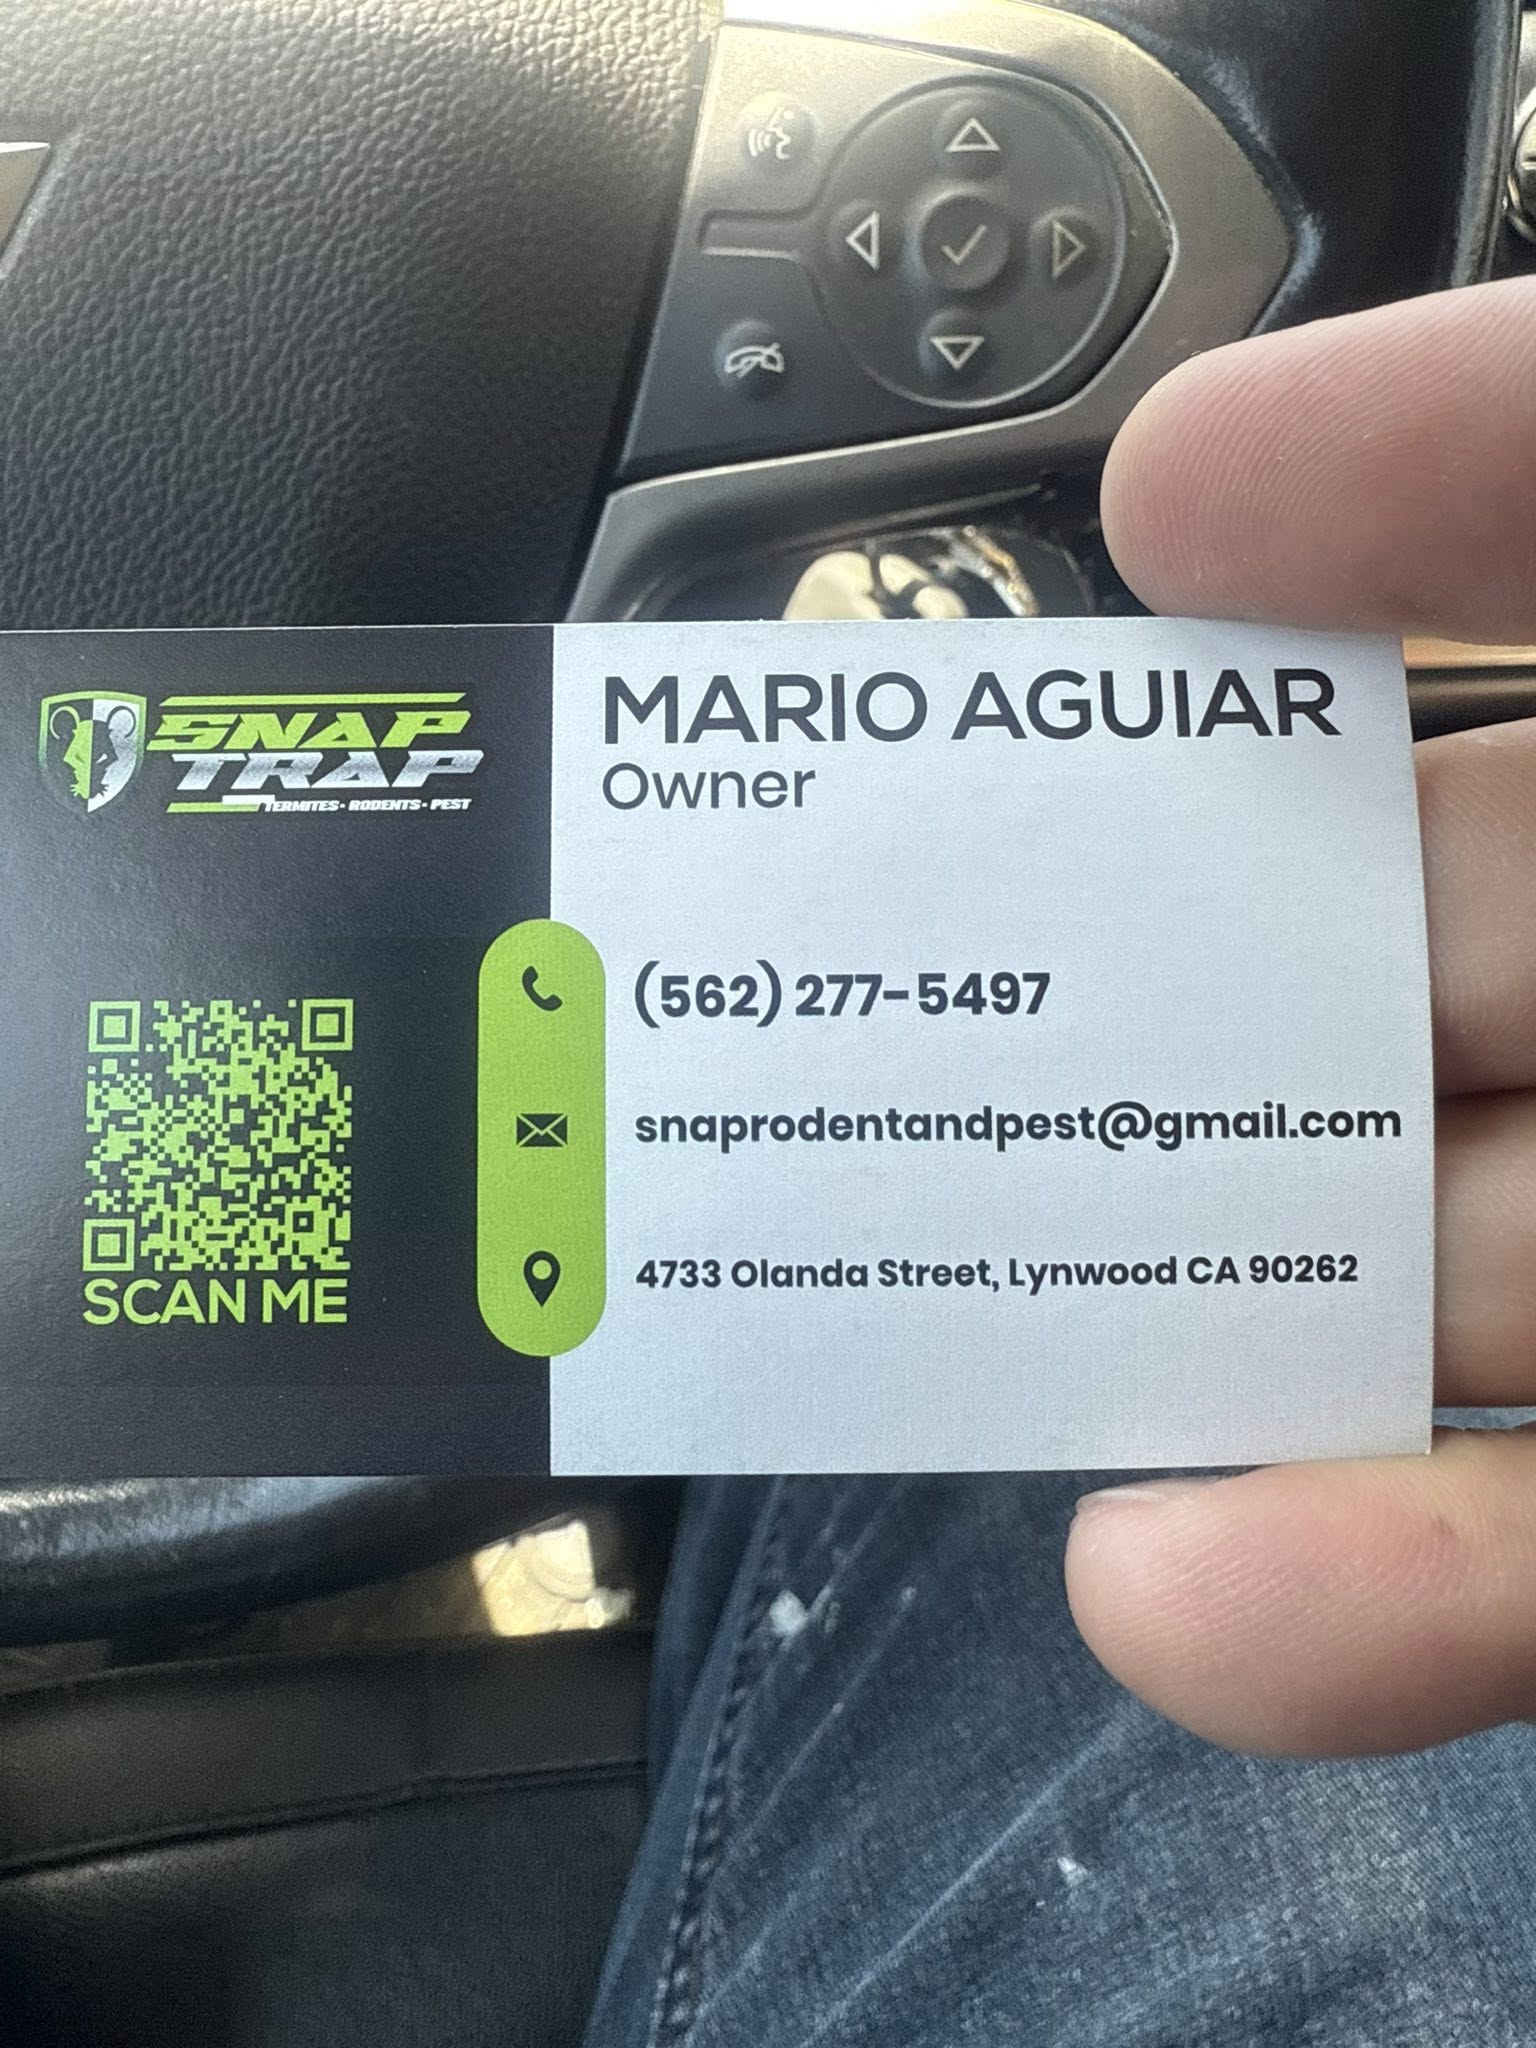 SNAP
TRAP
TERMITES • RODENTS • PEST
SCAN ME
MARIO AGUIAR
Owner
(562) 277-5497
snaprodentandpest@gmail.com
4733 Olanda Street, Lynwood CA 90262